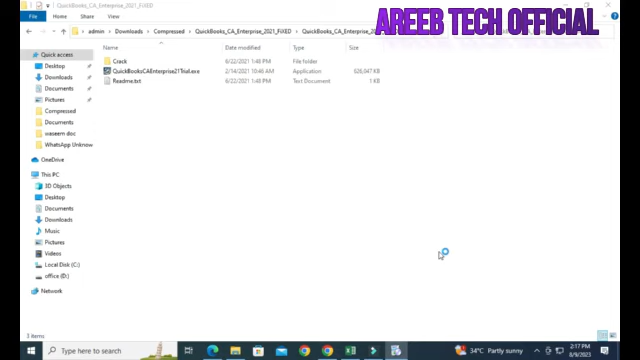 QuickBooks_CA_Enterprise_2021_FiXED
AREEB TECH OFFICIAL
File
Home
Share
View
admin
Downloads
Compressed
QuickBooks_CA_Enterprise_2021_FiXED
QuickBooks_CA_Enterprise_20
Name
Date modified
Type
Size
Crack
6/22/2021 1:48 PM
File folder
QuickBooksCAEnterprise21Trial.exe
2/14/2021 10:46 AM
Application
Readme.txt
6/22/2021 1:48 PM
Text Document
1 KB
Quick access
Desktop
Downloads
Documents
Pictures
Compressed
Documents
waseem doc
WhatsApp.Unknow
OneDrive
This PC
3D Objects
Desktop
Documents
Downloads
Music
Pictures
Videos
Local Disk (C:)
office (D:)
Network
3 items
Type here to search
34°C Partly sunny
2:17 PM
8/9/2023